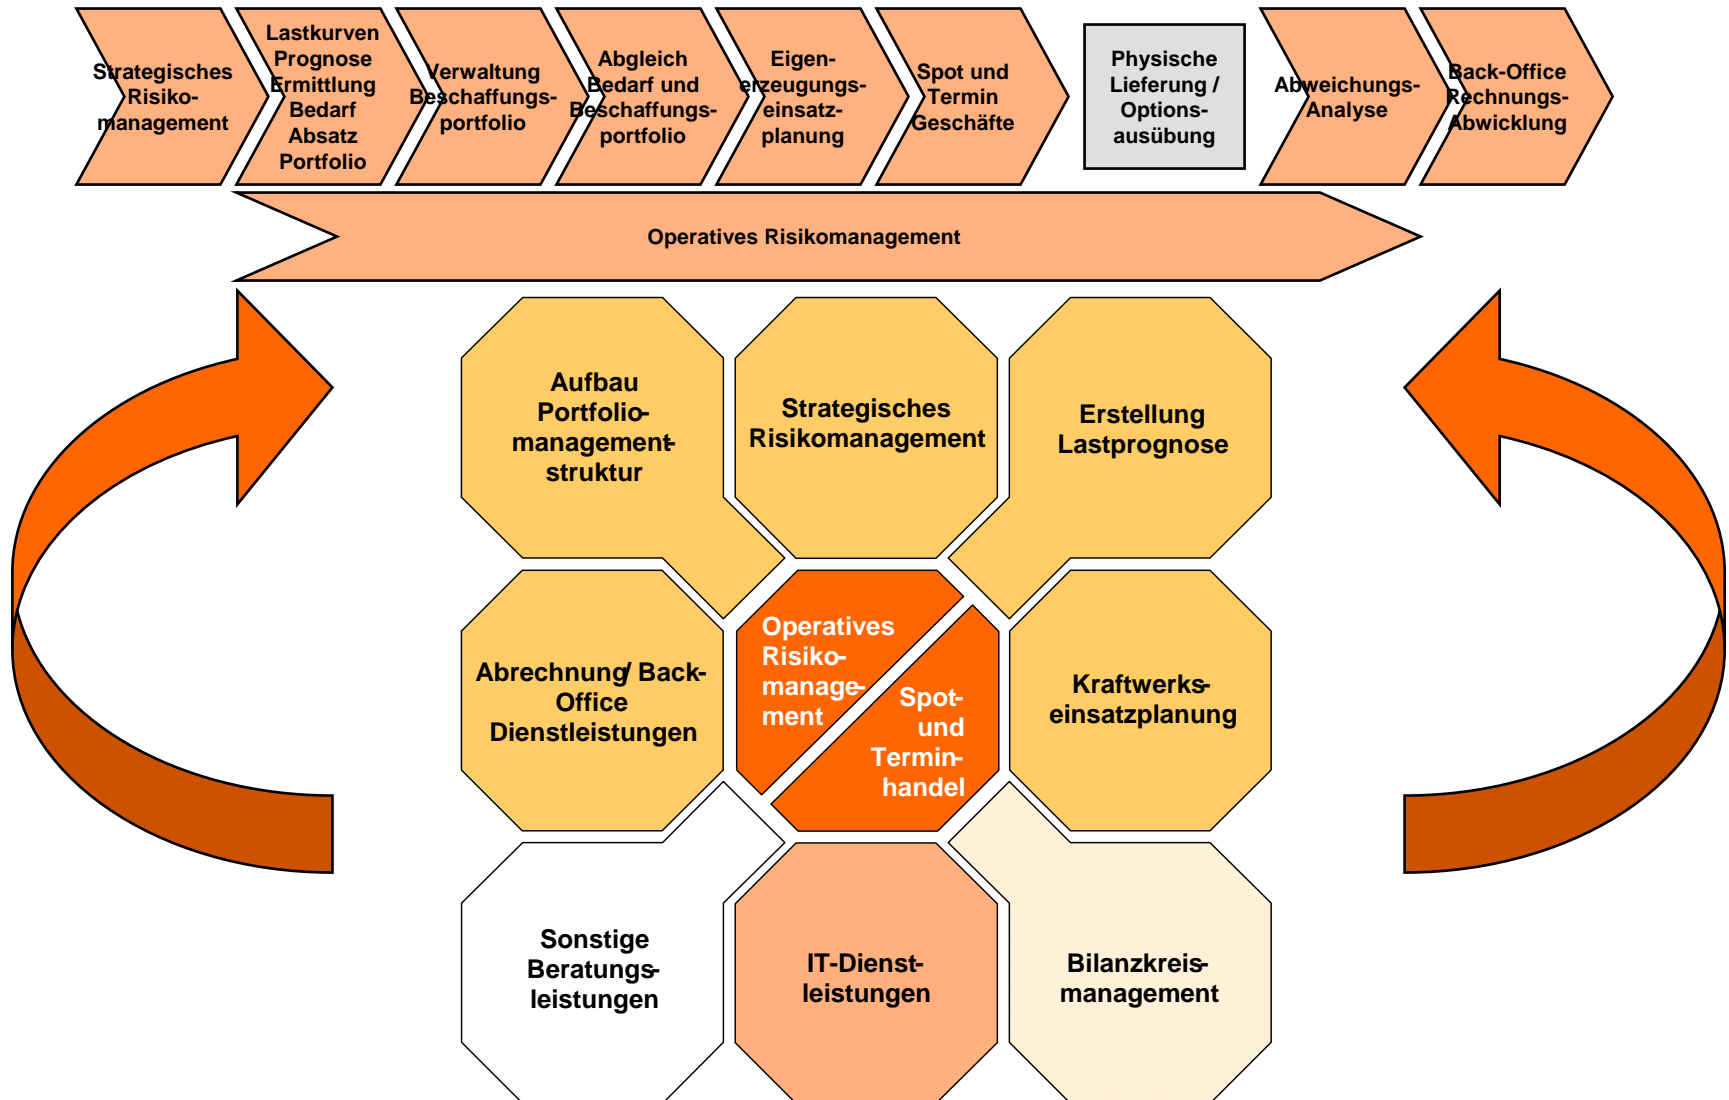 Strategisches
Risiko-
management
Lastkurven
Prognose
Ermittlung
Bedarf
Absatz
Portfolio
Verwaltung
Beschaffungs-
portfolio
Abgleich
Bedarf und
Beschaffungs-
portfolio
Eigen-
erzeugungs-
einsatz-
planung
Spot und
Termin
Geschäfte
Physische
Lieferung /
Options-
ausübung
Abweichungs-
Analyse
Back-Office
Rechnungs-
Abwicklung
Operatives Risikomanagement
Aufbau
Portfolio-
management-
struktur
Strategisches
Risikomanagement
Erstellung
Lastprognose
Abrechnung/ Back-
Office
Dienstleistungen
Operatives
Risiko-
manage-
ment
Spot-
und
Termin-
handel
Kraftwerks-
einsatzplanung
Sonstige
Beratungs-
leistungen
IT-Dienst-
leistungen
Bilanzkreis-
management